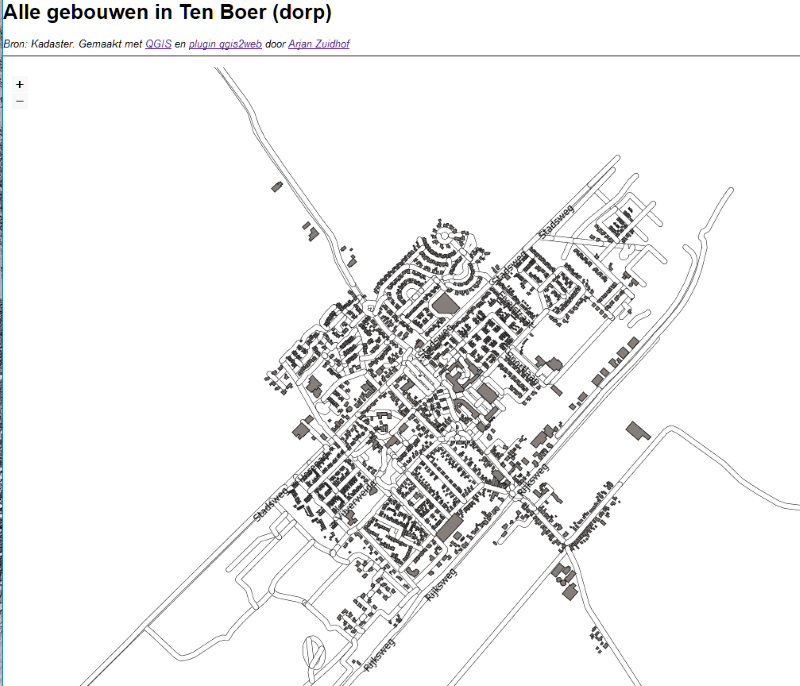 Alle gebouwen in Ten Boer (dorp)
Bron: Kadaster. Gemaakt met QGIS en plugin qgis2web door Arjan Zuidhof
+
−
Stadsweg
Stadsweg
Stadsweg
Rijksweg
Rijksweg
Rijksweg